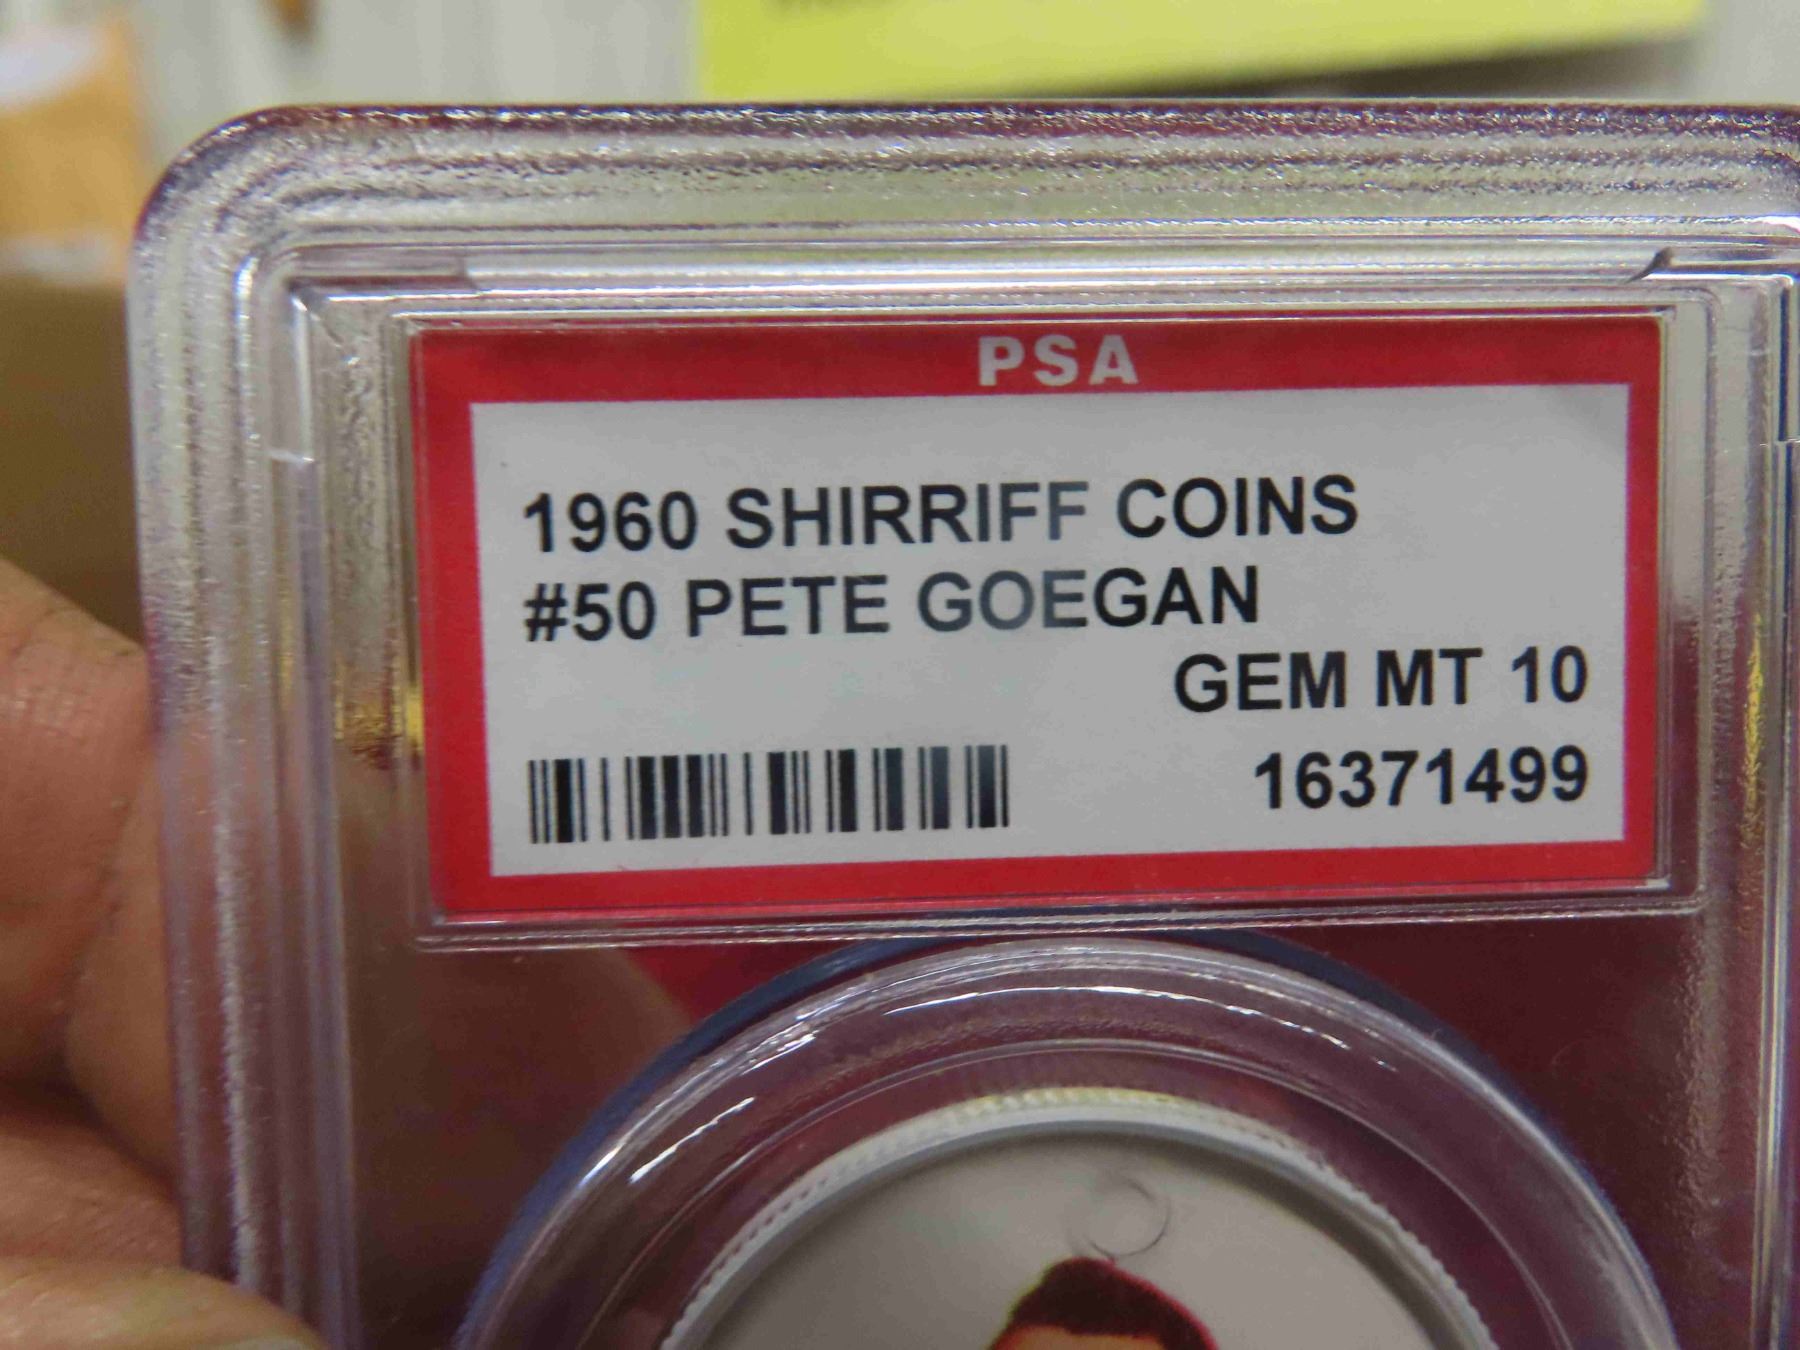 PSA
1960 SHIRRIFF COINS
#50 PETE GOEGAN
GEM MT 10
16371499